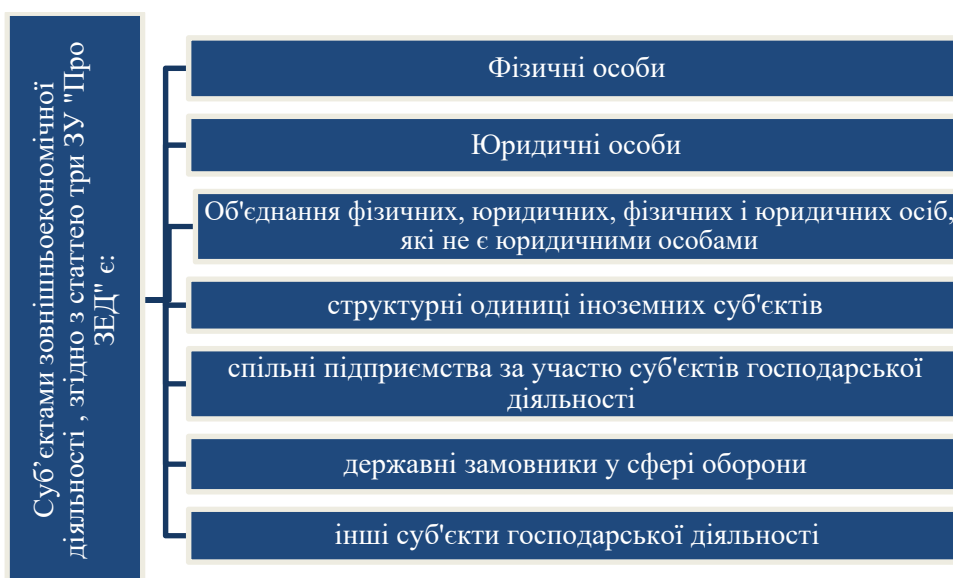 Суб’єктами зовнішньоекономічної
діяльності , згідно з статтею три ЗУ "Про
ЗЕД" є:
Фізичні особи
Юридичні особи
Об'єднання фізичних, юридичних, фізичних і юридичних осіб,
які не є юридичними особами
структурні одиниці іноземних суб'єктів
спільні підприємства за участю суб'єктів господарської
діяльності
державні замовники у сфері оборони
інші суб'єкти господарської діяльності